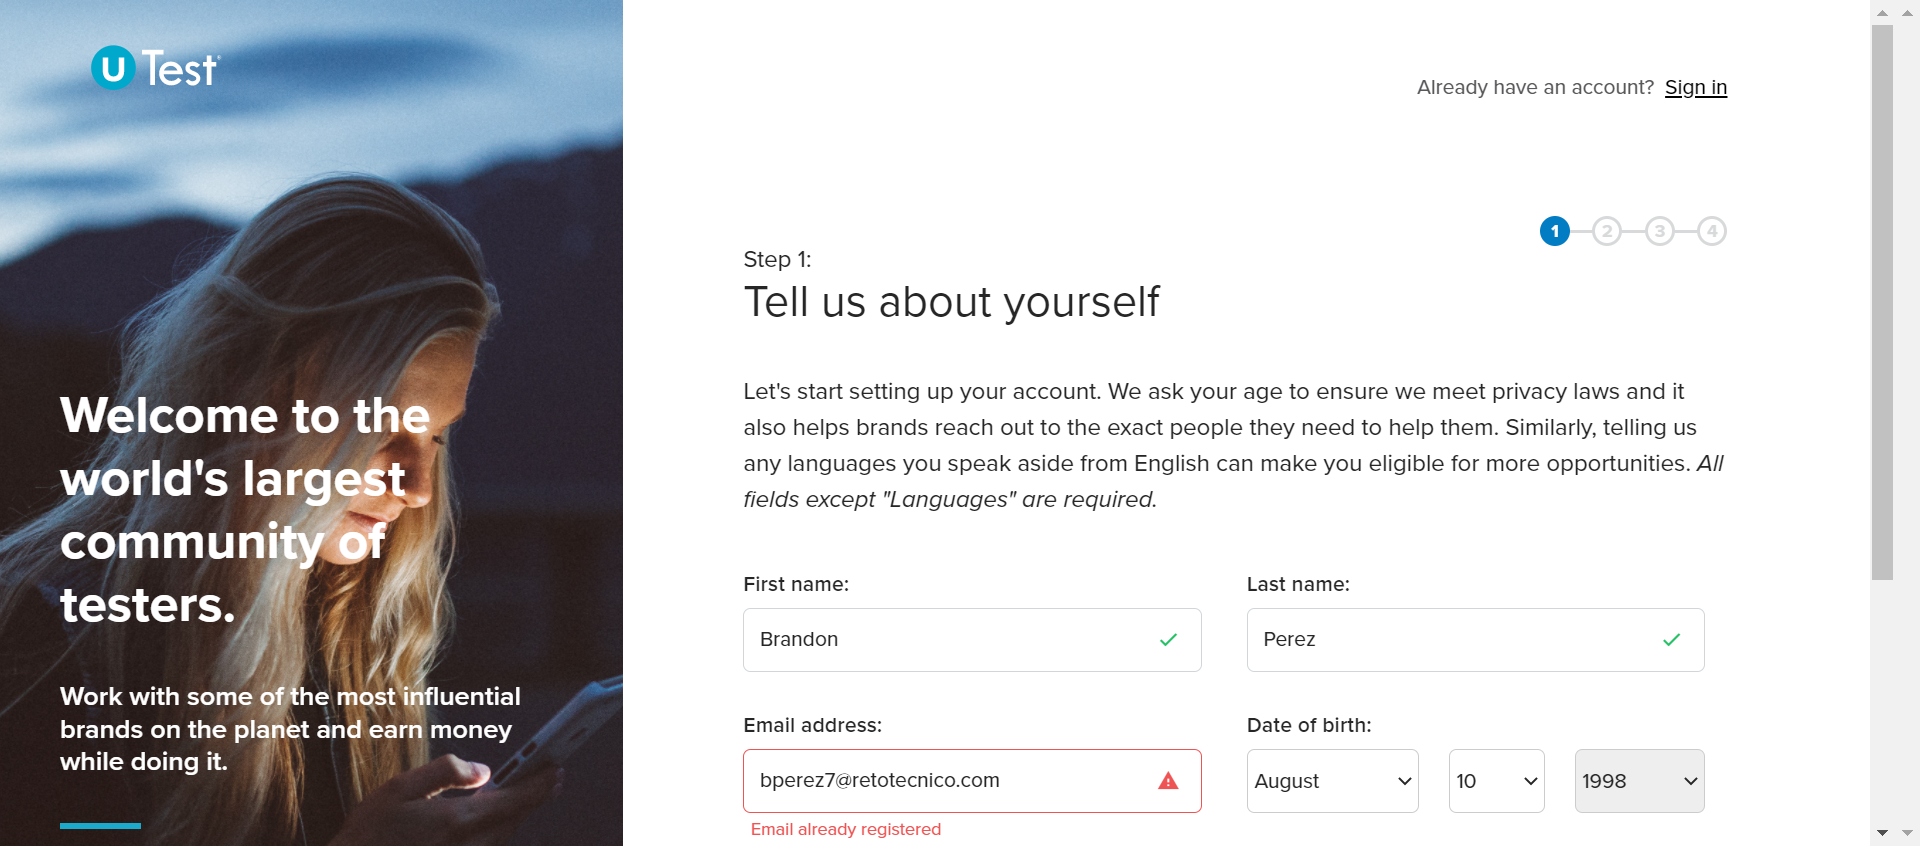 u Test
Welcome to the
world's largest
community of
testers.
Work with some of the most influential
brands on the planet and earn money
while doing it.
Already have an account? Sign in
1 2 3 4
Step 1:
Tell us about yourself
Let's start setting up your account. We ask your age to ensure we meet privacy laws and it
also helps brands reach out to the exact people they need to help them. Similarly, telling us
any languages you speak aside from English can make you eligible for more opportunities. All
fields except "Languages" are required.
First name:
Last name:
Brandon
Perez
Email address:
Date of birth:
bperez7@retotecnico.com
August
10
1998
Email already registered